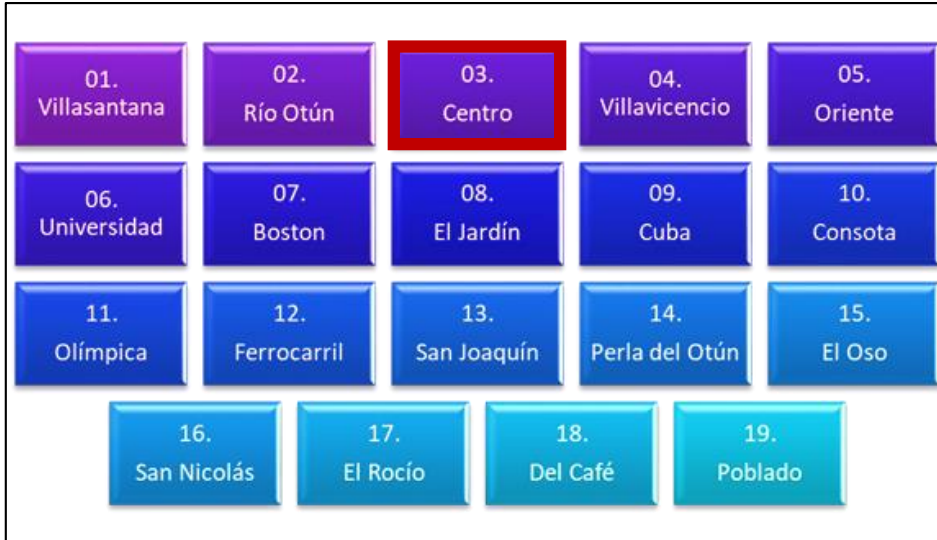 01.
Villasantana
02.
Río Otún
03.
Centro
04.
Villavicencio
05.
Oriente
06.
Universidad
07.
Boston
08.
El Jardín
09.
Cuba
10.
Consota
11.
Olímpica
12.
Ferrocarril
13.
San Joaquín
14.
Perla del Otún
15.
El Oso
16.
San Nicolás
17.
El Rocío
18.
Del Café
19.
Poblado